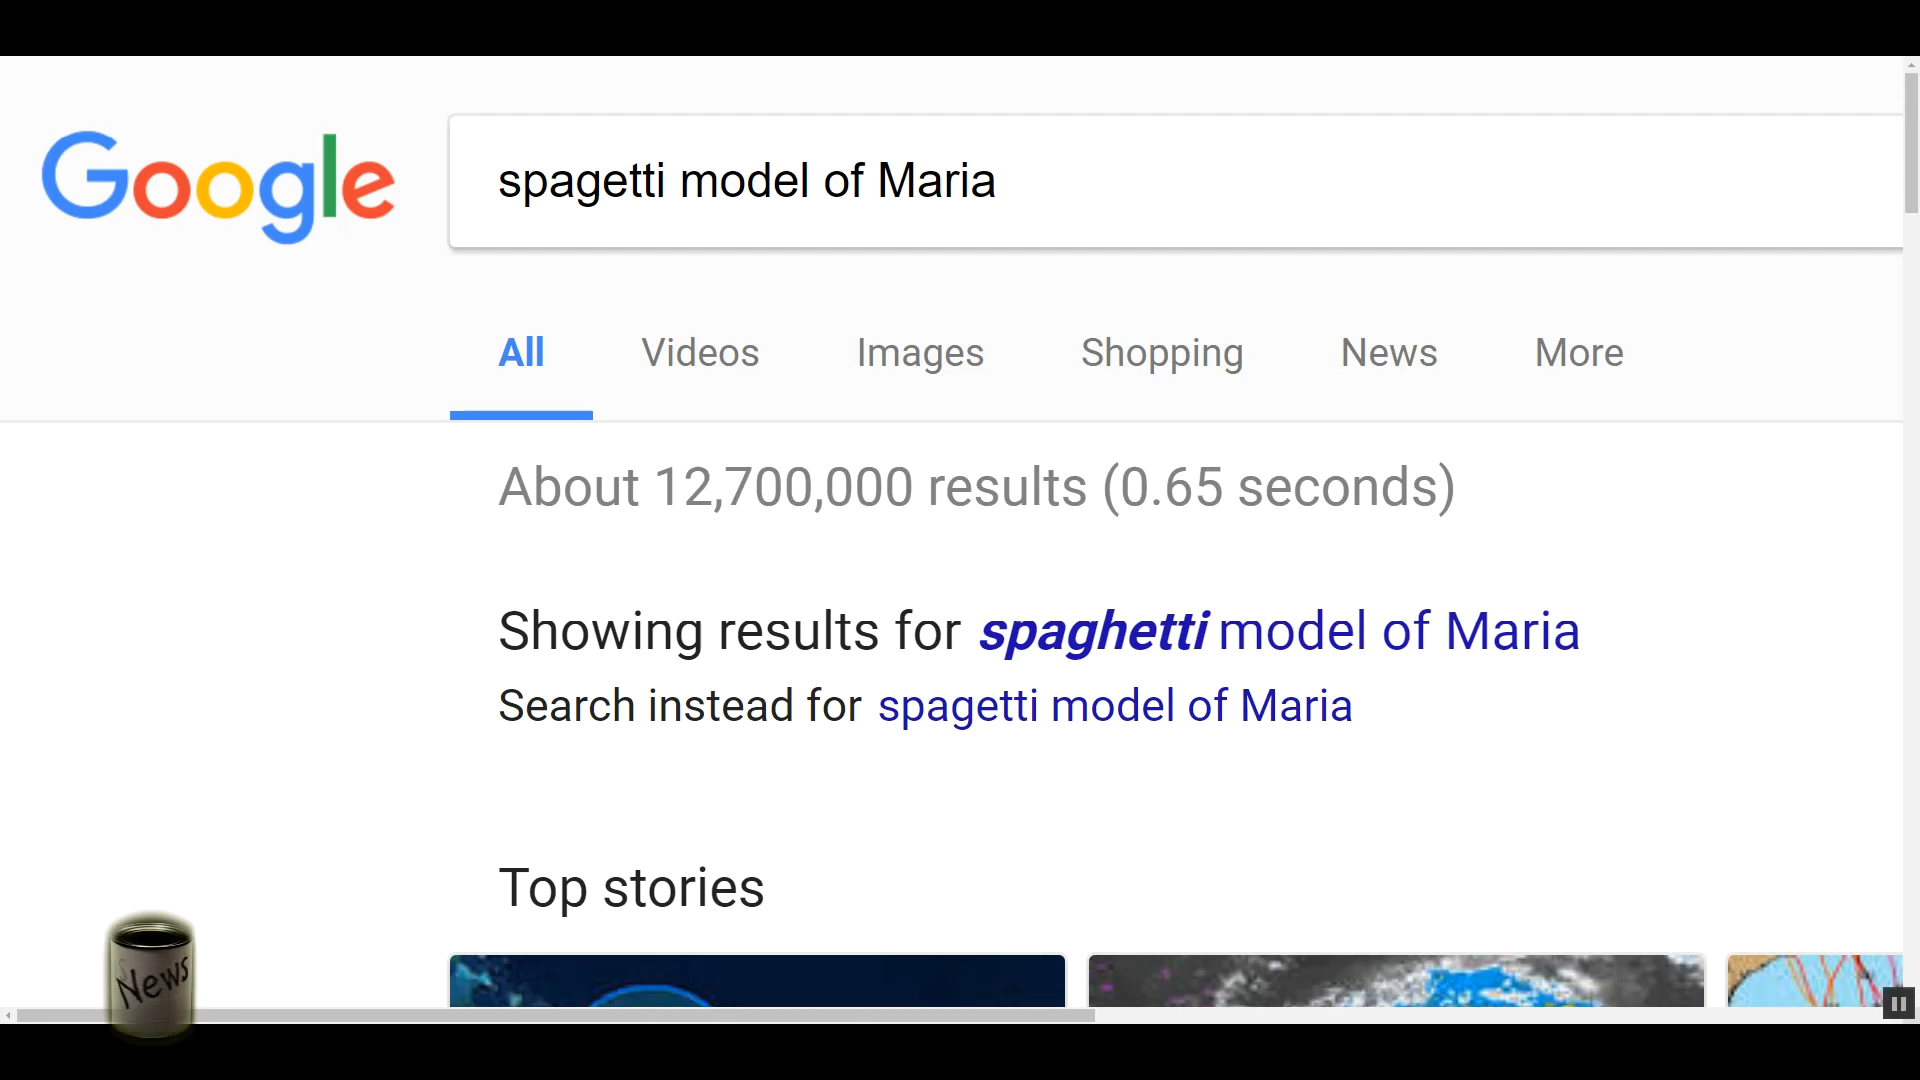 Google
spagetti model of Maria
All Videos Images Shopping News More
About 12,700,000 results (0.65 seconds)
Showing results for spaghetti model of Maria
Search instead for spagetti model of Maria
Top stories
News